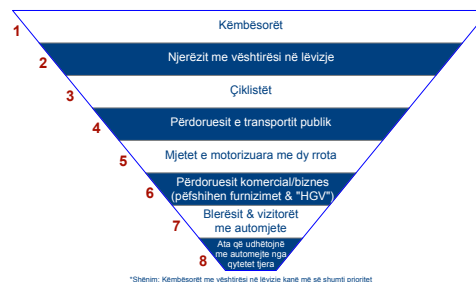 1
Këmbësorët
2
Njerëzit me vështirësi në lëvizje
3
Çiklistët
4
Përdoruesit e transportit publik
5
Mjetet e motorizuara me dy rrota
6
Përdoruesit komercial/biznes
(pëfshihen furnizimet & "HGV")
7
Blerësit & vizitorët
me automjete
8
Ata që udhëtojnë
me automejte nga
qytetet tjera
*Shënim: Këmbësorët me vështirësi në lëvizje kanë më së shumti prioritet